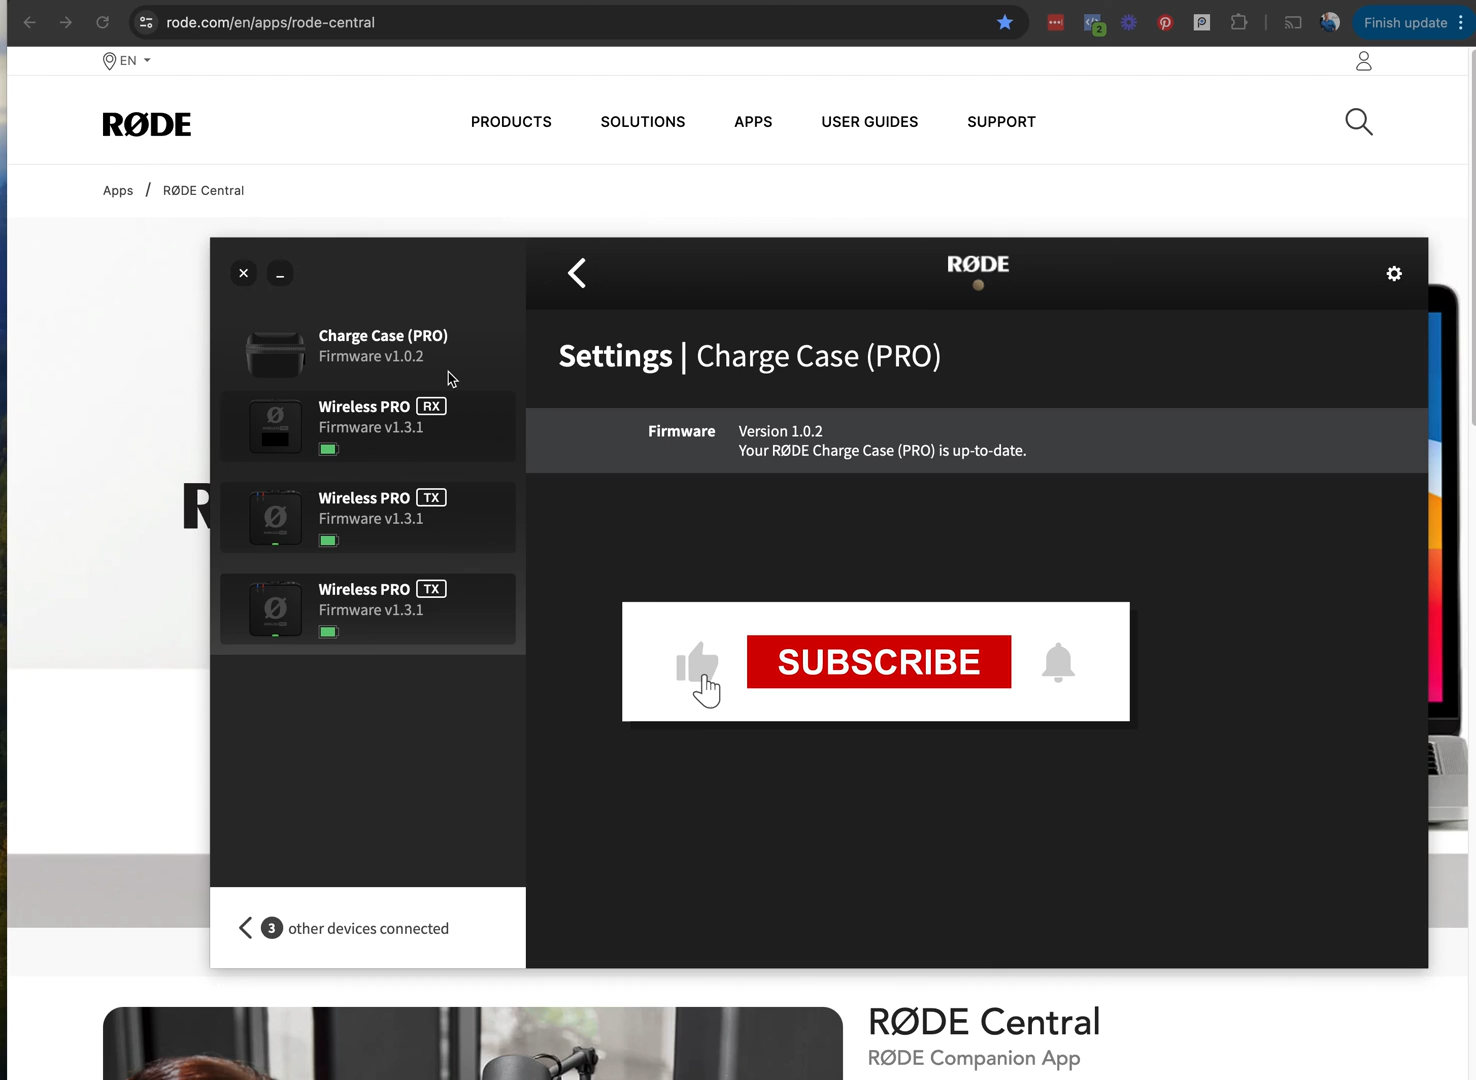 rode.com/en/apps/rode-central
2
Finish update
EN
RØDE
PRODUCTS
SOLUTIONS
APPS
USER GUIDES
SUPPORT
Apps / RØDE Central
RØDE
Charge Case (PRO)
Firmware v1.0.2
Wireless PRO RX
Firmware v1.3.1
Wireless PRO TX
Firmware v1.3.1
Wireless PRO TX
Firmware v1.3.1
3 other devices connected
Settings | Charge Case (PRO)
Firmware
Version 1.0.2
Your RØDE Charge Case (PRO) is up-to-date.
SUBSCRIBE
R
RØDE Central
RØDE Companion App